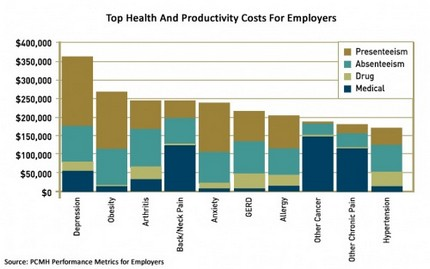 Top Health And Productivity Costs For Employers
$400,000
$350,000
$300,000
$250,000
$200,000
$150,000
$100,000
$50,000
$0
Presenteeism
Absenteeism
Drug
Medical
Depression
Obesity
Arthritis
Back/Neck Pain
Anxiety
GERD
Allergy
Other Cancer
Other Chronic Pain
Hypertension
Source: PCMH Performance Metrics for Employers